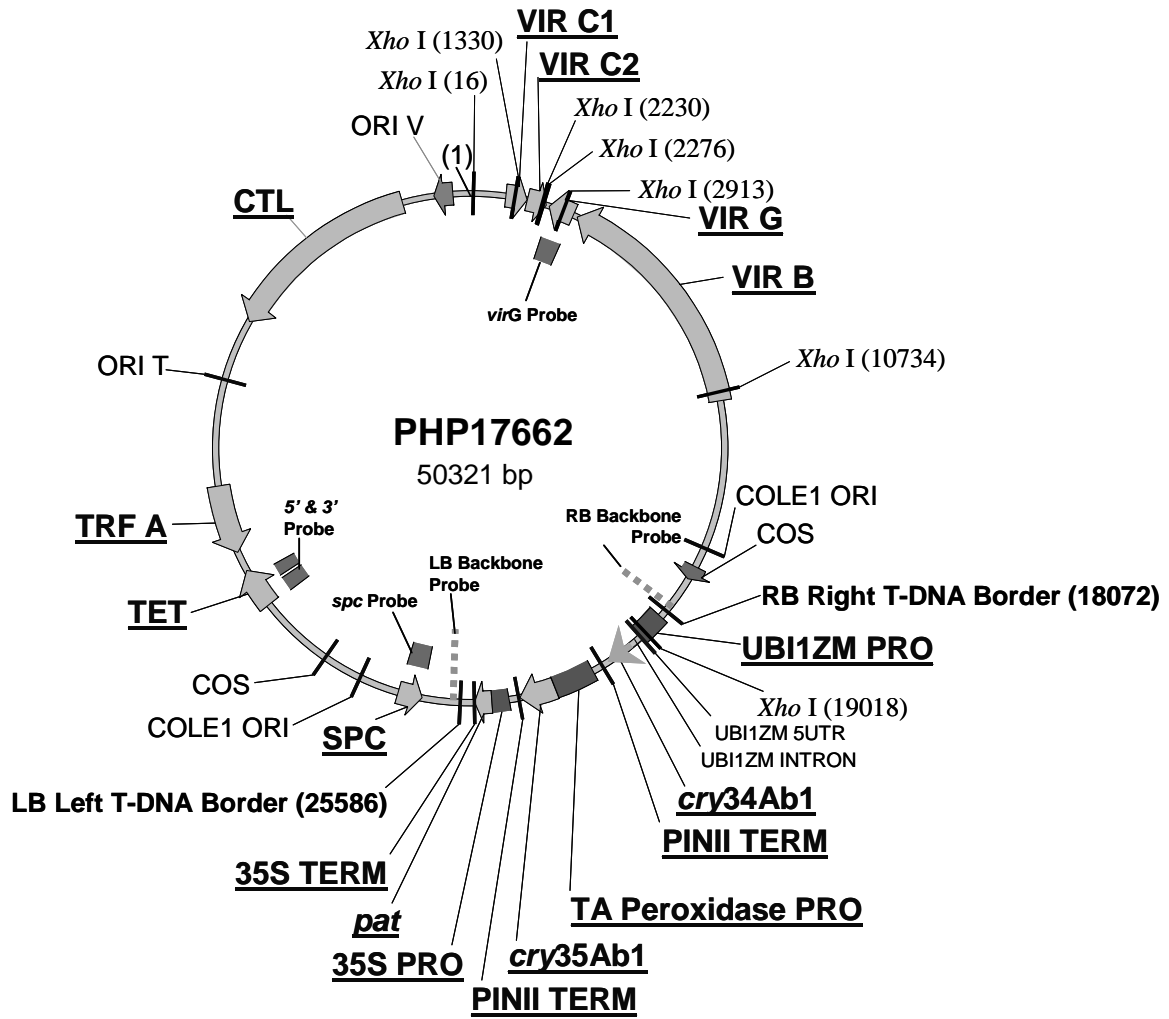 VIR C1
Xho I (1330)
VIR C2
Xho I (16)
Xho I (2230)
ORI V
(1)
Xho I (2276)
Xho I (2913)
CTL
VIR G
VIR B
virG Probe
ORI T
Xho I (10734)
PHP17662
50321 bp
COLE1 ORI
5’ & 3’
Probe
RB Backbone
Probe
TRF A
COS
LB Backbone
Probe
RB Right T-DNA Border (18072)
spc Probe
TET
UBI1ZM PRO
COS
Xho I (19018)
COLE1 ORI
UBI1ZM 5UTR
SPC
UBI1ZM INTRON
LB Left T-DNA Border (25586)
cry34Ab1
PINII TERM
35S TERM
TA Peroxidase PRO
pat
35S PRO
cry35Ab1
PINII TERM